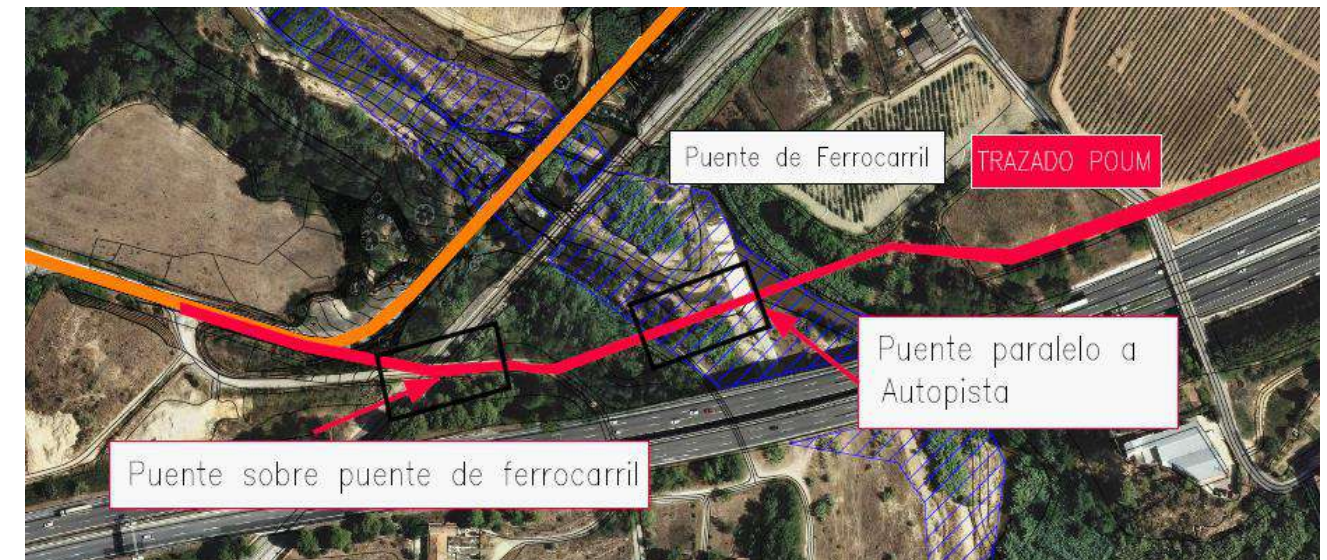 Puente de Ferrocarril
TRAZADO POUM
Puente paralelo a
Autopista
Puente sobre puente de ferrocarril